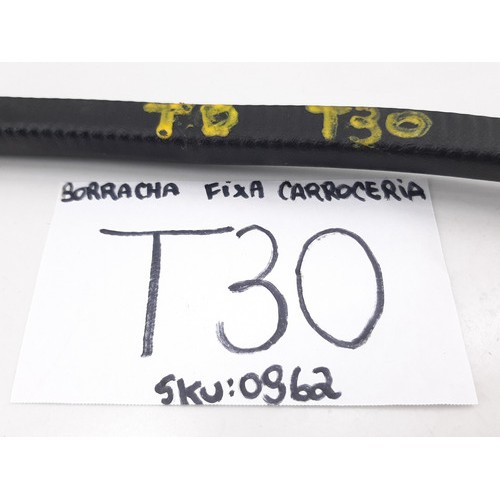 TD T30
BORRACHA FIXA CARROCERIA
T30
SKU:0962